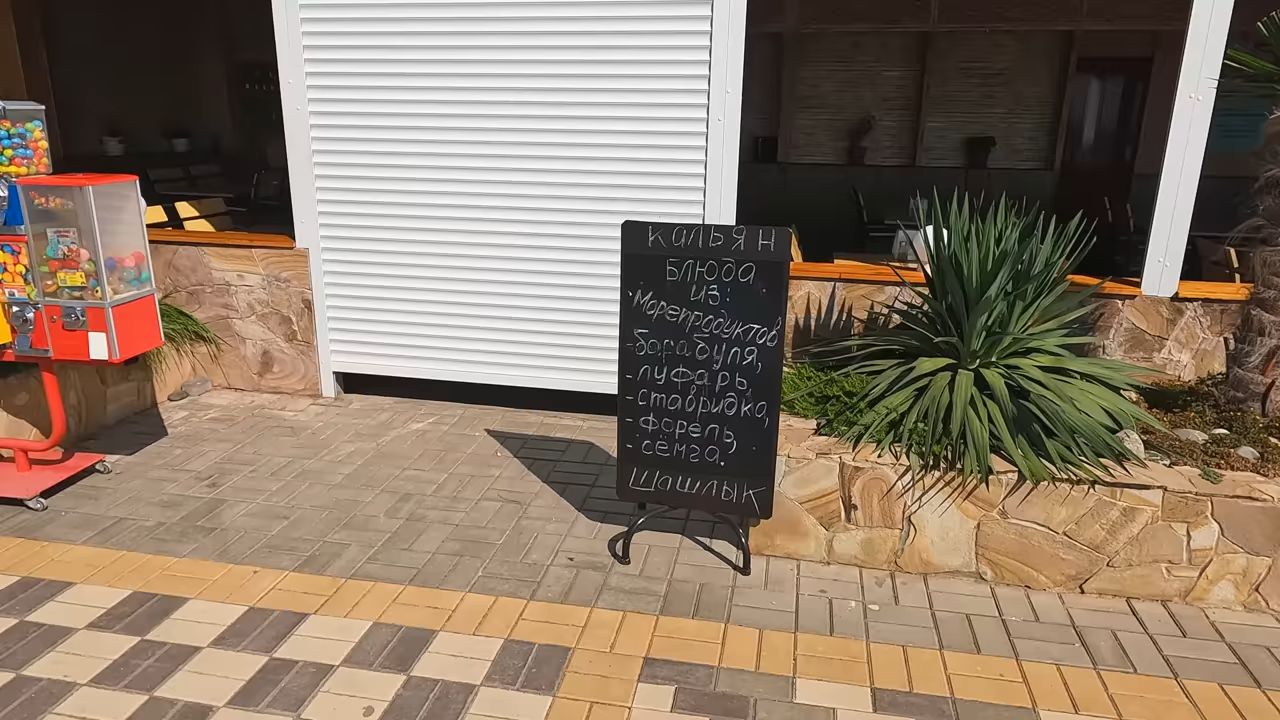 кальян
Блюда
из:
Морепродуктов
-барабуля,
-луфарь,
-ставридка,
-форель,
-сёмга.
Шашлык